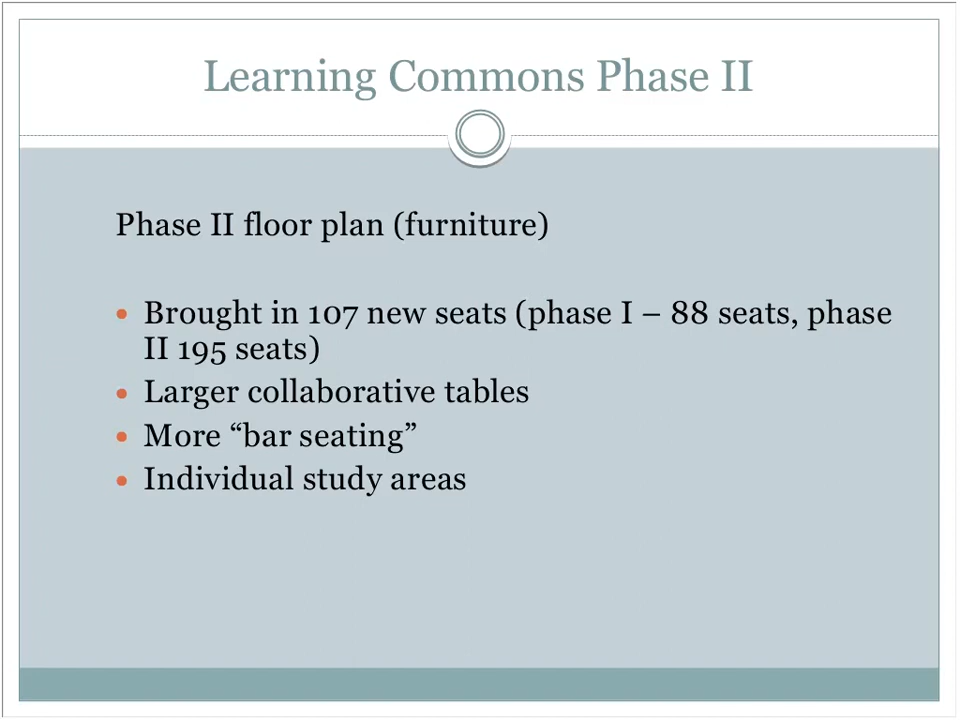 Learning Commons Phase II
Phase II floor plan (furniture)
• Brought in 107 new seats (phase I – 88 seats, phase
II 195 seats)
• Larger collaborative tables
• More “bar seating”
• Individual study areas